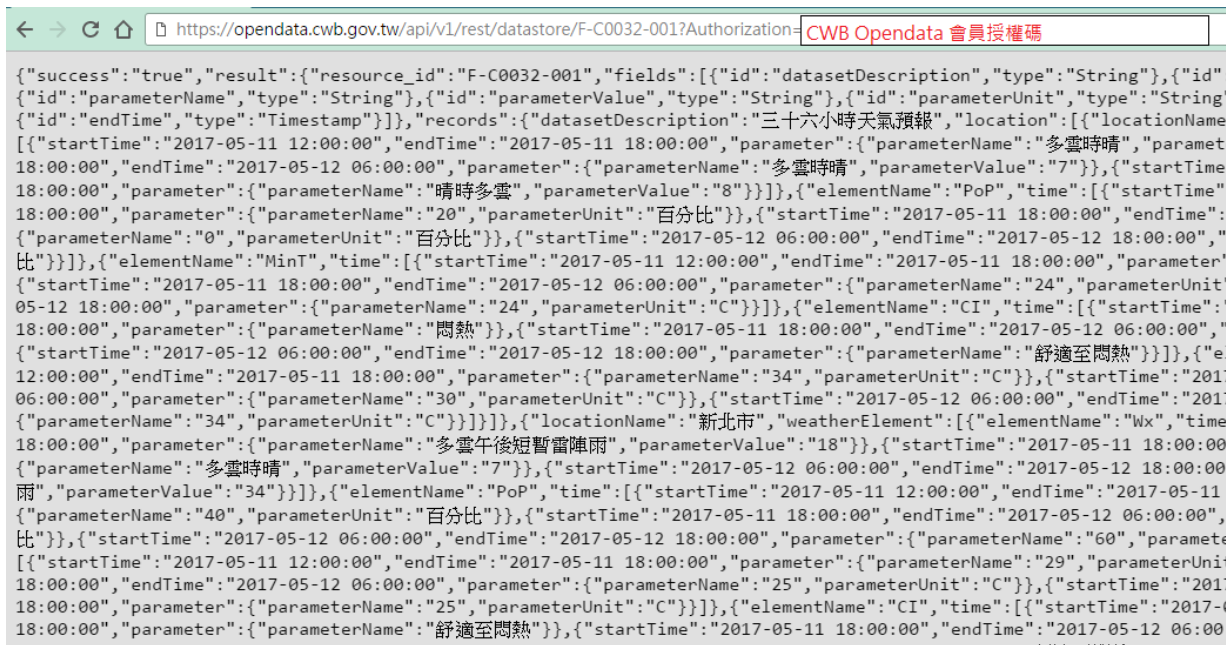 https://opendata.cwb.gov.tw/api/v1/rest/datastore/F-C0032-001?Authorization= CWB Opendata 會員授權碼
{"success":"true","result":{"resource_id":"F-C0032-001","fields":[{"id":"datasetDescription","type":"String"},{"id"
{"id":"parameterName","type":"String"},{"id":"parameterValue","type":"String"},{"id":"parameterUnit","type":"String"
{"id":"endTime","type":"Timestamp"}]},"records":{"datasetDescription":"三十六小時天氣預報","location":[{"locationName
[{"startTime":"2017-05-11 12:00:00","endTime":"2017-05-11 18:00:00","parameter":{"parameterName":"多雲時晴","paramet
18:00:00","endTime":"2017-05-12 06:00:00","parameter":{"parameterName":"多雲時晴","parameterValue":"7"}},{"startTime
18:00:00","parameter":{"parameterName":"晴時多雲","parameterValue":"8"}}]},{"elementName":"PoP","time":[{"startTime"
18:00:00","parameter":{"parameterName":"20","parameterUnit":"百分比"}},{"startTime":"2017-05-11 18:00:00","endTime":
{"parameterName":"0","parameterUnit":"百分比"}},{"startTime":"2017-05-12 06:00:00","endTime":"2017-05-12 18:00:00","
比"}}]},{"elementName":"MinT","time":[{"startTime":"2017-05-11 12:00:00","endTime":"2017-05-11 18:00:00","parameter"
{"startTime":"2017-05-11 18:00:00","endTime":"2017-05-12 06:00:00","parameter":{"parameterName":"24","parameterUnit"
05-12 18:00:00","parameter":{"parameterName":"24","parameterUnit":"C"}}]},{"elementName":"CI","time":[{"startTime":"
18:00:00","parameter":{"parameterName":"悶熱"}},{"startTime":"2017-05-11 18:00:00","endTime":"2017-05-12 06:00:00","
{"startTime":"2017-05-12 06:00:00","endTime":"2017-05-12 18:00:00","parameter":{"parameterName":"舒適至悶熱"}}]},{"e
12:00:00","endTime":"2017-05-11 18:00:00","parameter":{"parameterName":"34","parameterUnit":"C"}},{"startTime":"201
06:00:00","parameter":{"parameterName":"30","parameterUnit":"C"}},{"startTime":"2017-05-12 06:00:00","endTime":"201
{"parameterName":"34","parameterUnit":"C"}}]}]},{"locationName":"新北市","weatherElement":[{"elementName":"Wx","time
18:00:00","parameter":{"parameterName":"多雲午後短暫雷陣雨","parameterValue":"18"}},{"startTime":"2017-05-11 18:00:00
{"parameterName":"多雲時晴","parameterValue":"7"}},{"startTime":"2017-05-12 06:00:00","endTime":"2017-05-12 18:00:00
雨","parameterValue":"34"}}]},{"elementName":"PoP","time":[{"startTime":"2017-05-11 12:00:00","endTime":"2017-05-11
{"parameterName":"40","parameterUnit":"百分比"}},{"startTime":"2017-05-11 18:00:00","endTime":"2017-05-12 06:00:00",
比"}},{"startTime":"2017-05-12 06:00:00","endTime":"2017-05-12 18:00:00","parameter":{"parameterName":"60","paramete
[{"startTime":"2017-05-11 12:00:00","endTime":"2017-05-11 18:00:00","parameter":{"parameterName":"29","parameterUni
18:00:00","endTime":"2017-05-12 06:00:00","parameter":{"parameterName":"25","parameterUnit":"C"}},{"startTime":"201
18:00:00","parameter":{"parameterName":"25","parameterUnit":"C"}}]},{"elementName":"CI","time":[{"startTime":"2017-
18:00:00","parameter":{"parameterName":"舒適至悶熱"}},{"startTime":"2017-05-11 18:00:00","endTime":"2017-05-12 06:00